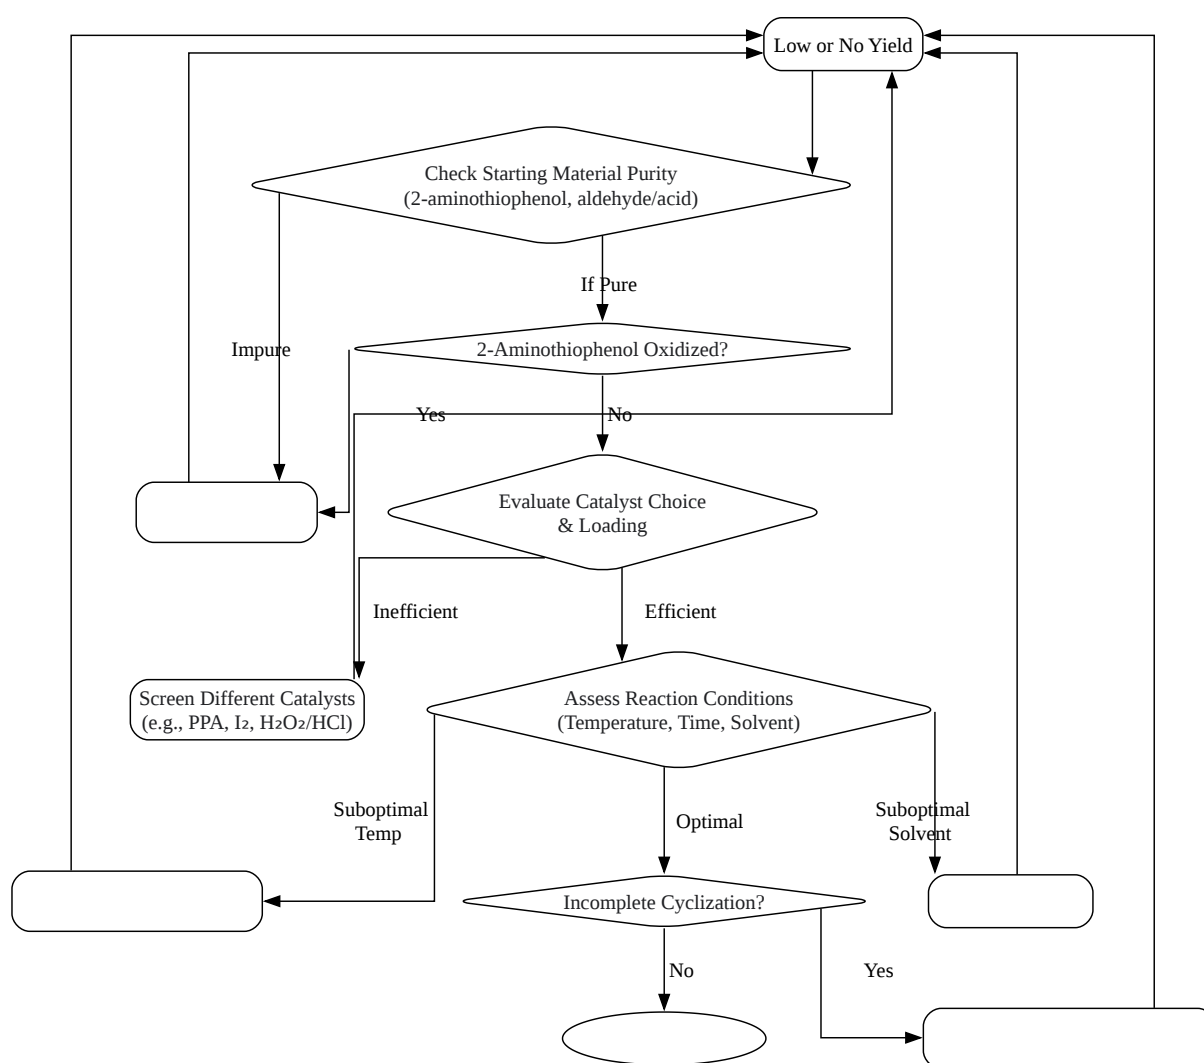 Low or No Yield
Check Starting Material Purity
(2-aminothiophenol, aldehyde/acid)
If Pure
Impure
2-Aminothiophenol Oxidized?
Yes
No
Evaluate Catalyst Choice
& Loading
Inefficient
Efficient
Screen Different Catalysts
(e.g., PPA, I₂, H₂O₂/HCl)
Assess Reaction Conditions
(Temperature, Time, Solvent)
Suboptimal
Temp
Optimal
Suboptimal
Solvent
Incomplete Cyclization?
No
Yes